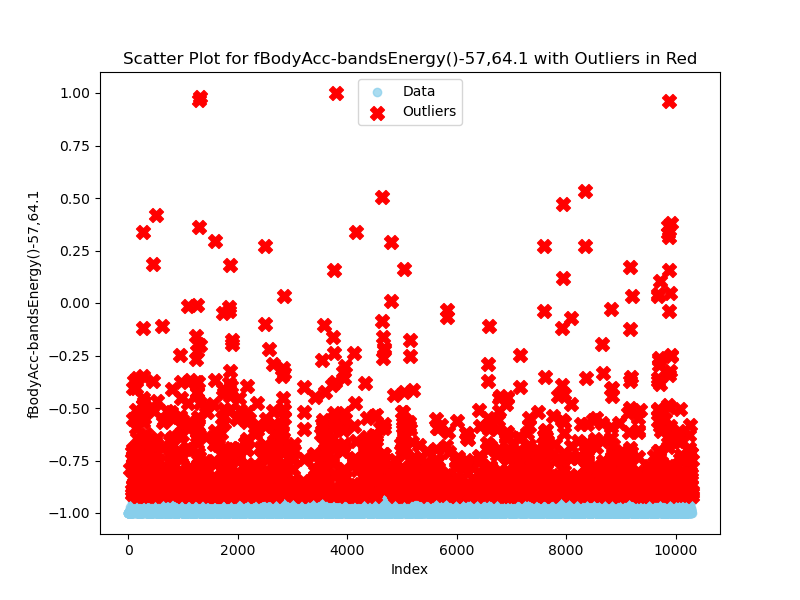 Scatter Plot for fBodyAcc-bandsEnergy()-57,64.1 with Outliers in Red
Data
Outliers
fBodyAcc-bandsEnergy()-57,64.1
1.00
0.75
0.50
0.25
0.00
−0.25
−0.50
−0.75
−1.00
0 2000 4000 6000 8000 10000
Index